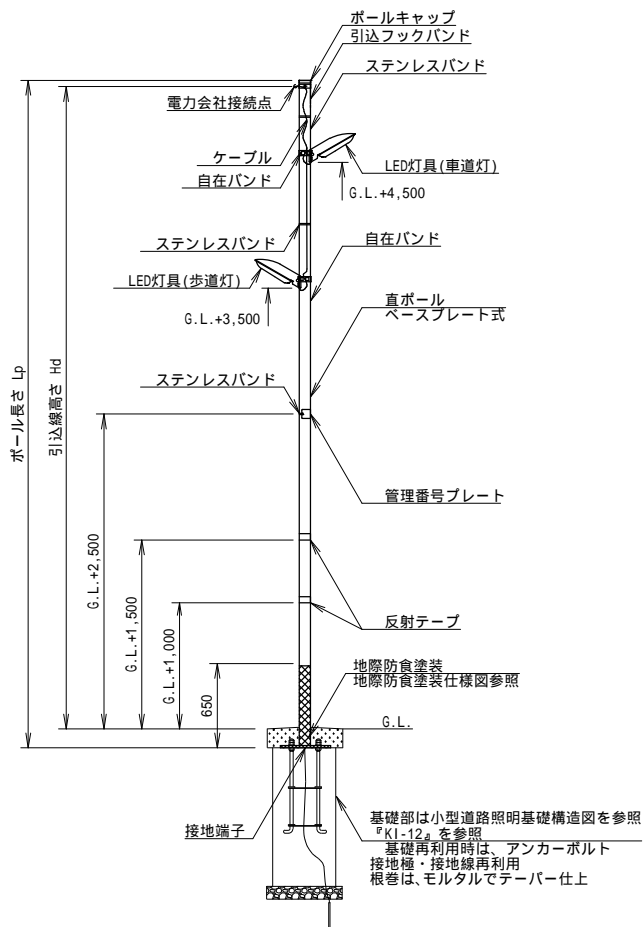 ポールキャップ
引込フックバンド
ステンレスバンド
電力会社接続点
ケーブル
自在バンド
LED灯具(車道灯)
G.L.+4,500
ステンレスバンド
自在バンド
LED灯具(歩道灯)
G.L.+3,500
直ポール
ベースプレート式
ポール長さ Lp
引込線高さ Hd
ステンレスバンド
管理番号プレート
G.L.+2,500
G.L.+1,500
G.L.+1,000
反射テープ
650
地際防食塗装
地際防食塗装仕様図参照
G.L.
接地端子
基礎部は小型道路照明基礎構造図を参照
『KI-12』を参照
基礎再利用時は、アンカーボルト
接地極・接地線再利用
根巻は、モルタルでテーパー仕上